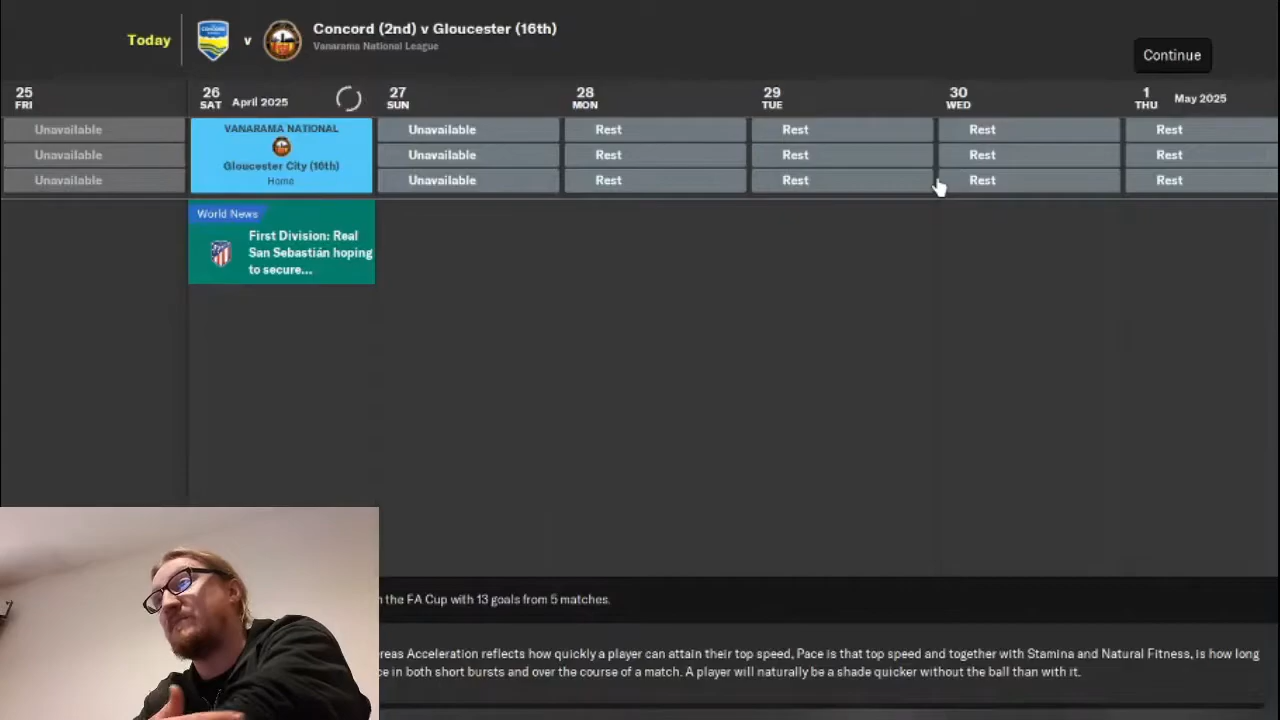 Today
v
Concord (2nd) v Gloucester (16th)
Vanarama National League
Continue
25
FRI
26
SAT April 2025
27
SUN
28
MON
29
TUE
30
WED
1
THU May 2025
Unavailable
VANARAMA NATIONAL
Unavailable
Rest
Rest
Rest
Rest
Unavailable
Gloucester City (16th)
Unavailable
Rest
Rest
Rest
Rest
Unavailable
Home
Unavailable
Rest
Rest
Rest
Rest
World News
First Division: Real
San Sebastián hoping
to secure...
the FA Cup with 13 goals from 5 matches.
eas Acceleration reflects how quickly a player can attain their top speed, Pace is that top speed and together with Stamina and Natural Fitness, is how long
e in both short bursts and over the course of a match. A player will naturally be a shade quicker without the ball than with it.